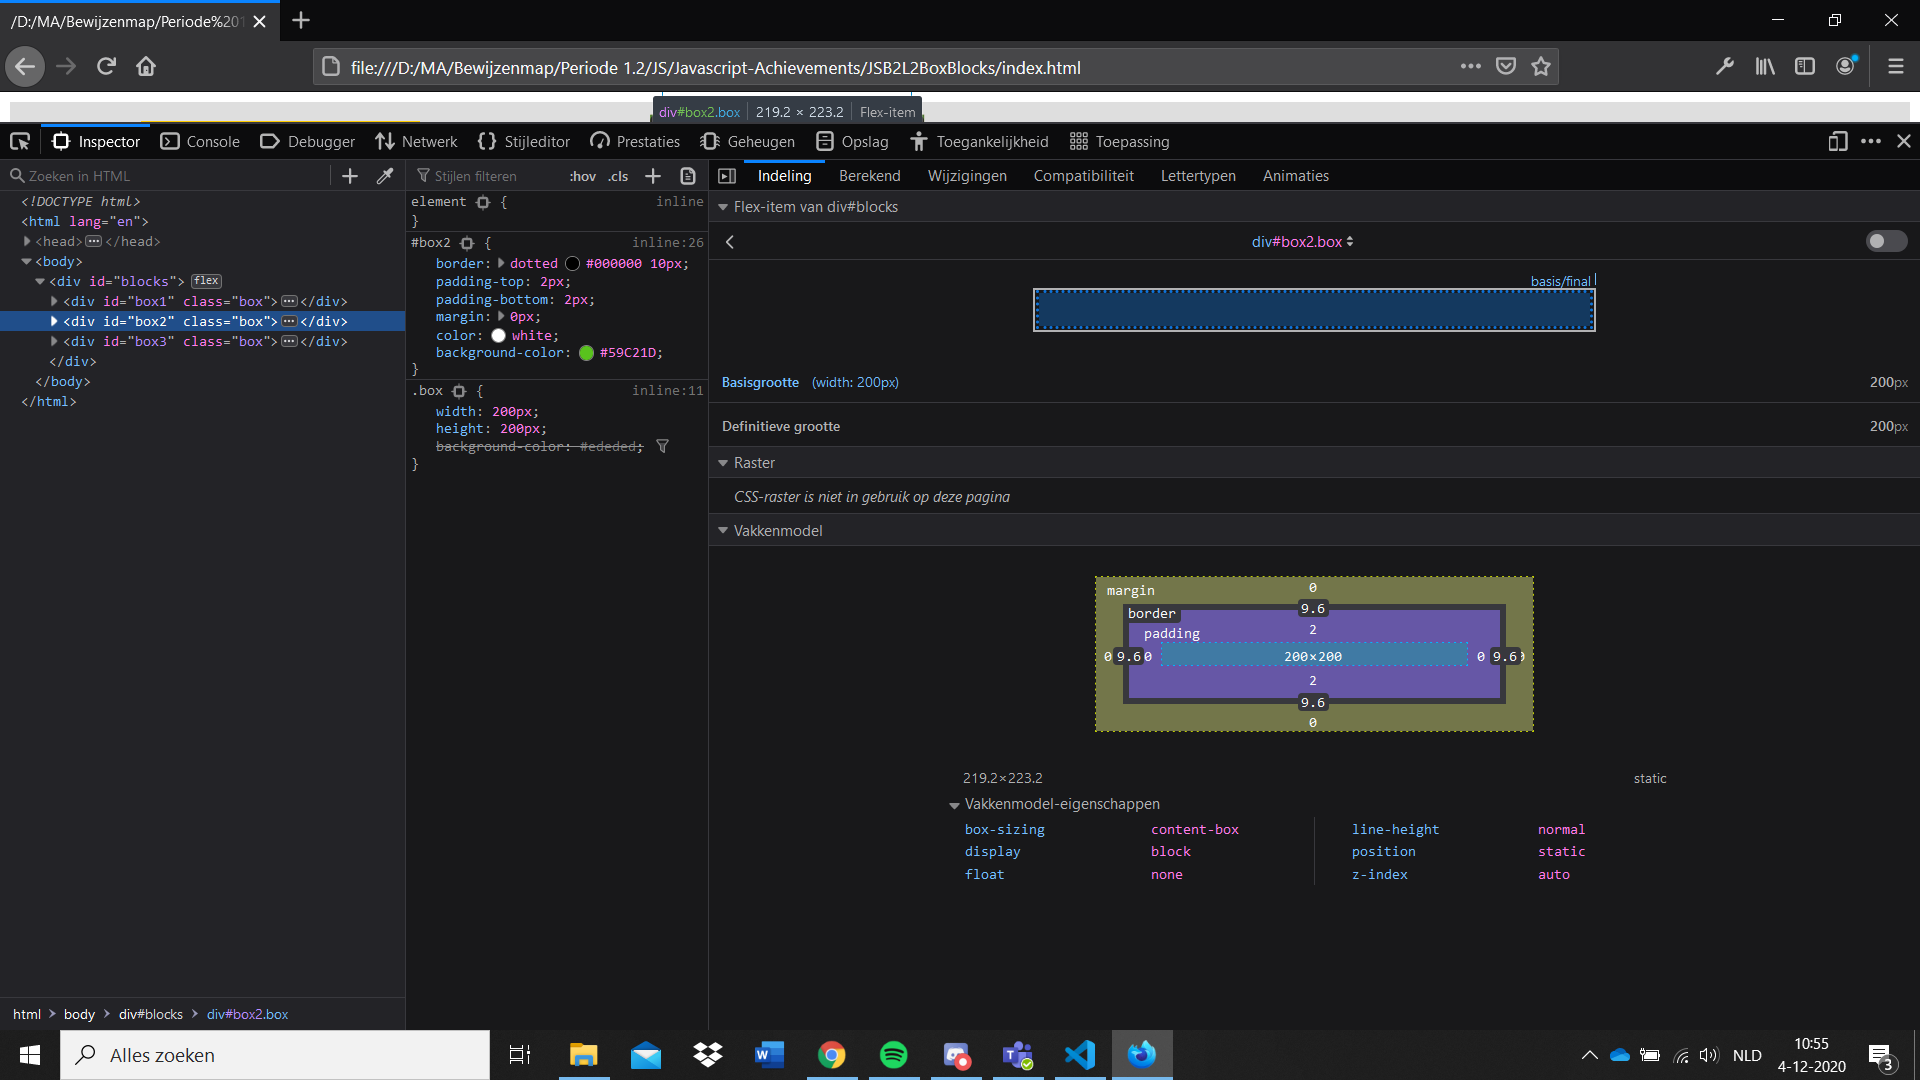 /D:/MA/Bewijzenmap/Periode%201
file:///D:/MA/Bewijzenmap/Periode 1.2/JS/Javascript-Achievements/JSB2L2BoxBlocks/index.html
div#box2.box 219.2 × 223.2 Flex-item
Inspector Console Debugger Netwerk Stijleditor Prestaties Geheugen Opslag Toegankelijkheid Toepassing
Zoeken in HTML
<!DOCTYPE html>
<html lang="en">
<head>···</head>
<body>
<div id="blocks"> flex
<div id="box1" class="box">···</div>
<div id="box2" class="box">···</div>
<div id="box3" class="box">···</div>
</div>
</body>
</html>
html > body > div#blocks > div#box2.box
Stijlen filteren :hov .cls
element { inline
}
#box2 { inline:26
border: dotted #000000 10px;
padding-top: 2px;
padding-bottom: 2px;
margin: 0px;
color: white;
background-color: #59C21D;
}
.box { inline:11
width: 200px;
height: 200px;
background-color: #ededed;
}
Indeling Berekend Wijzigingen Compatibiliteit Lettertypen Animaties
Flex-item van div#blocks
div#box2.box
basis/final
Basisgrootte (width: 200px) 200px
Definitieve grootte 200px
Raster
CSS-raster is niet in gebruik op deze pagina
Vakkenmodel
margin 0
border 9.6
padding 2
0 9.6 0 200×200 0 9.6
2
9.6
0
219.2×223.2 static
Vakkenmodel-eigenschappen
box-sizing content-box line-height normal
display block position static
float none z-index auto
Alles zoeken
NLD
10:55
4-12-2020
3